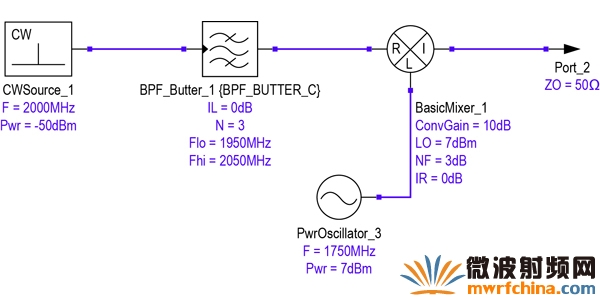 CW
CWSource_1
F = 2000MHz
Pwr = -50dBm
BPF_Butter_1 {BPF_BUTTER_C}
IL = 0dB
N = 3
Flo = 1950MHz
Fhi = 2050MHz
R
I
L
BasicMixer_1
ConvGain = 10dB
LO = 7dBm
NF = 3dB
IR = 0dB
Port_2
ZO = 50Ω
PwrOscillator_3
F = 1750MHz
Pwr = 7dBm
微波射频网
mwrfchina.com